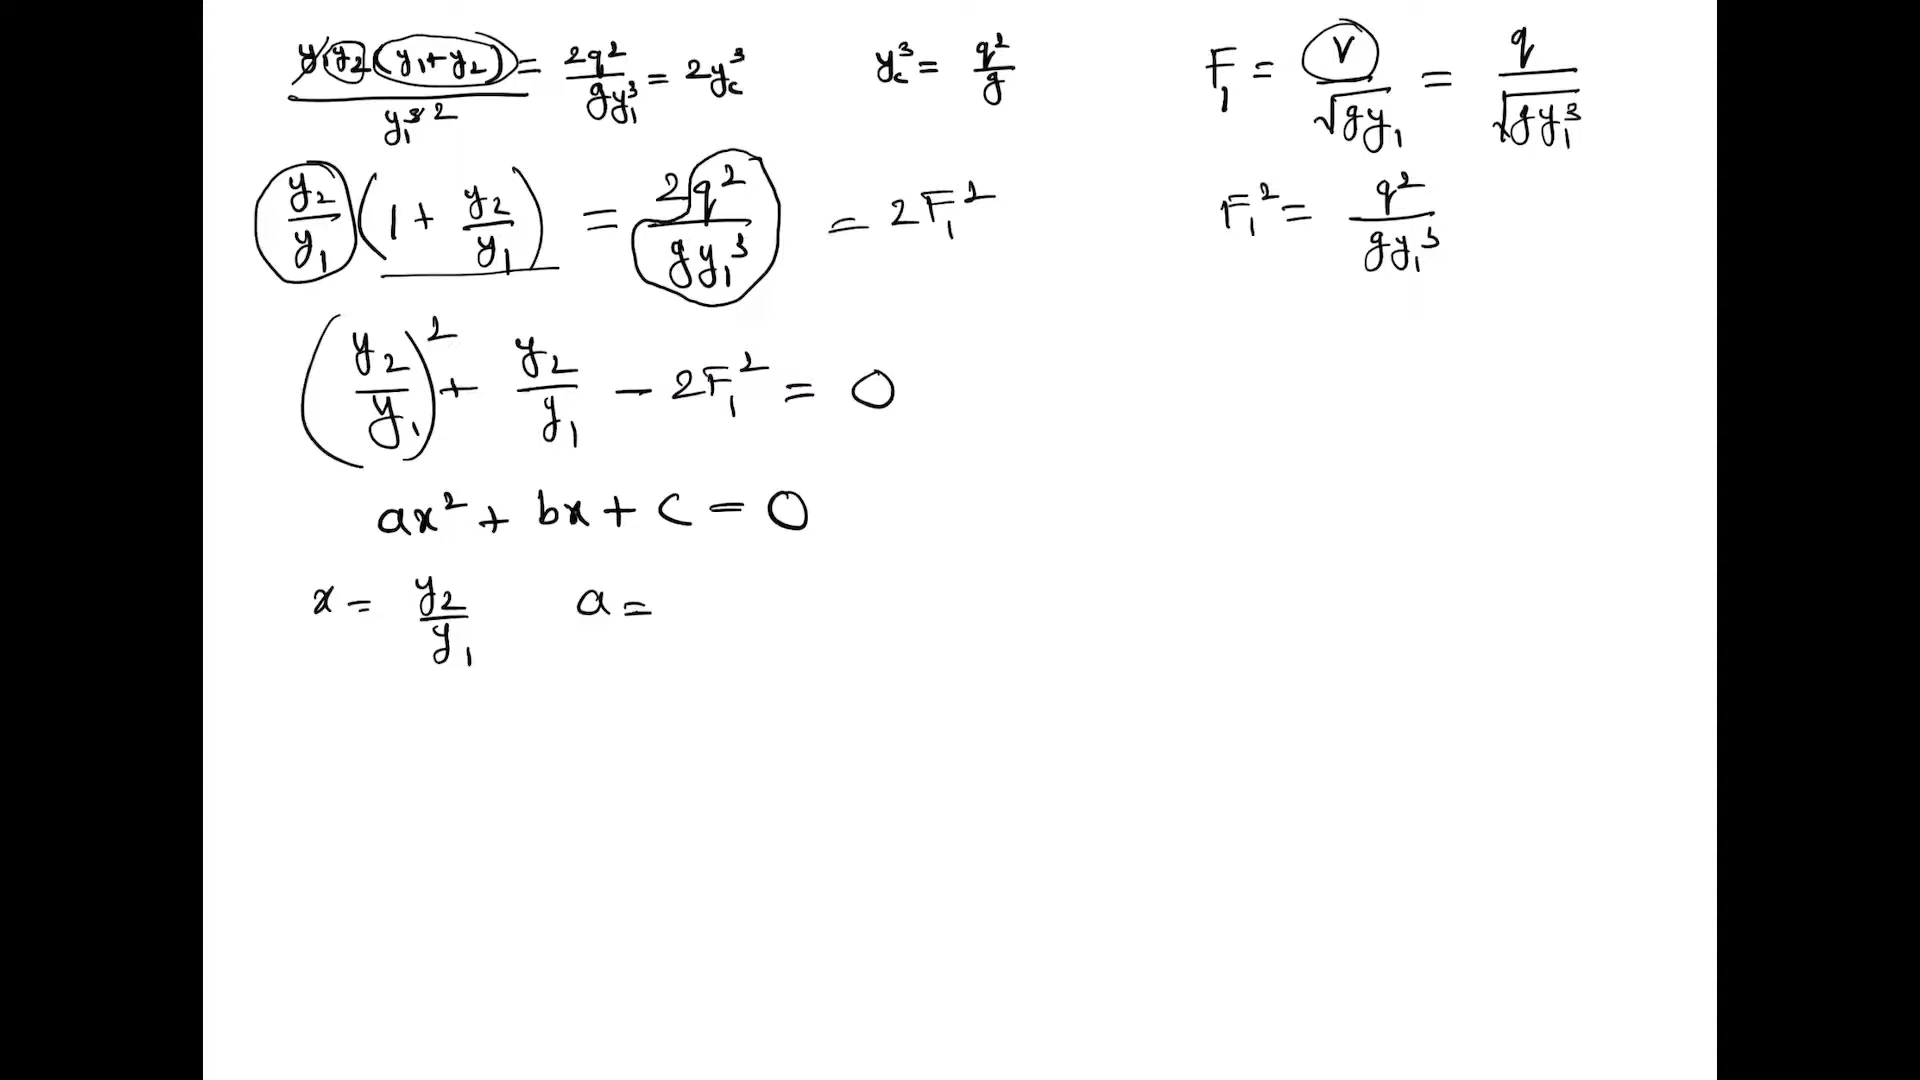 y₁y₂(y₁+y₂)/y₁³ ² = 2q²/gy₁³ = 2y_c³   y_c³ = q²/g   F₁ = V/√gy₁ = q/√gy₁³
y₂/y₁ (1 + y₂/y₁) = 2q²/gy₁³ = 2F₁²   F₁² = q²/gy₁³
(y₂/y₁)² + y₂/y₁ − 2F₁² = 0
ax² + bx + c = 0
x = y₂/y₁   a =